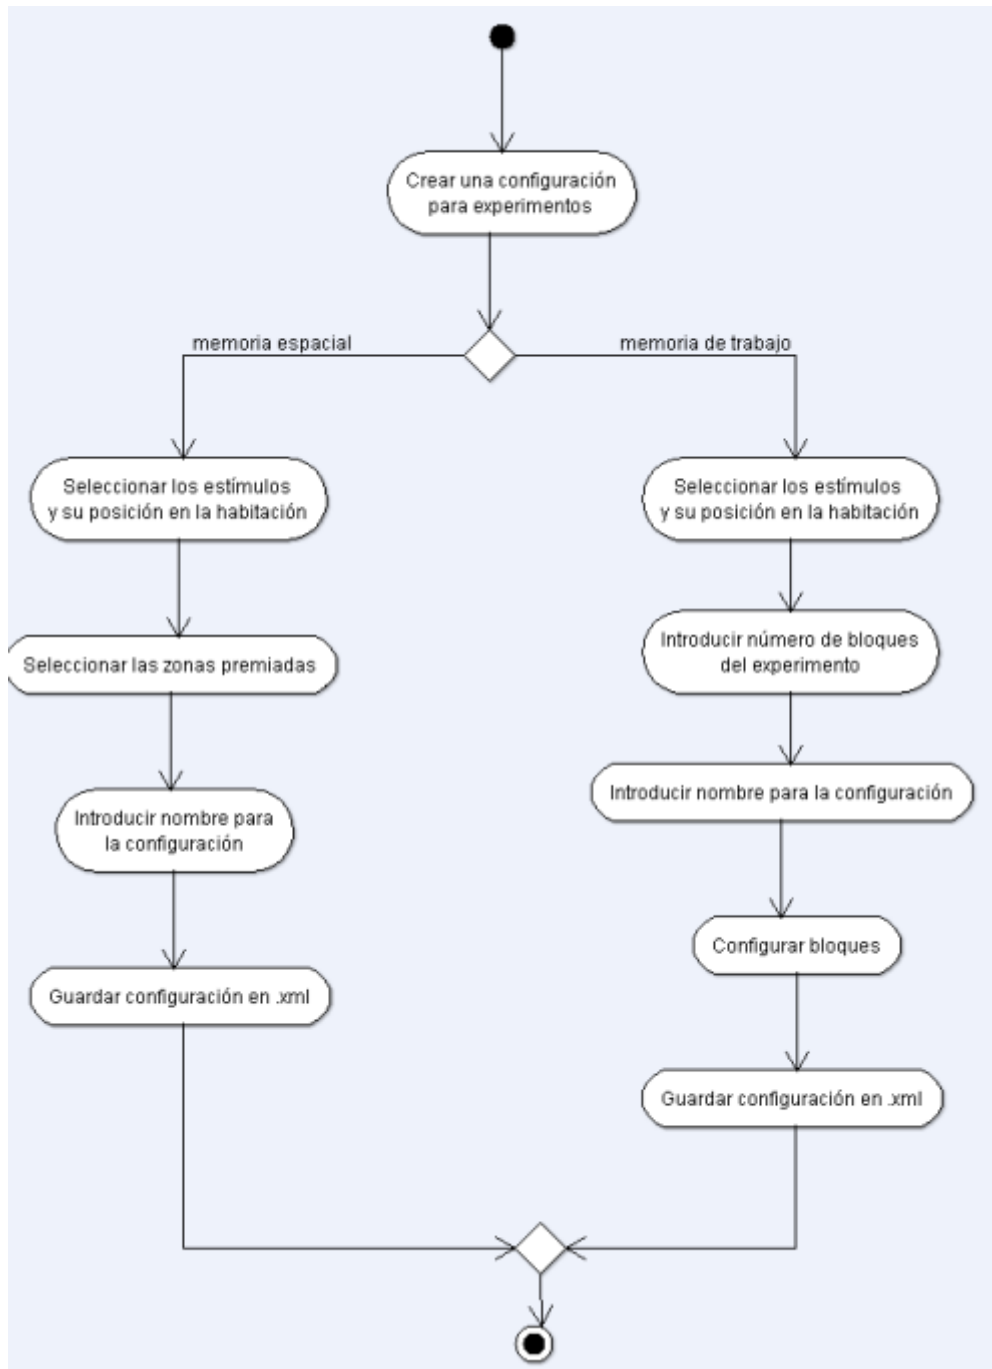 Crear una configuración
para experimentos
memoria espacial
memoria de trabajo
Seleccionar los estímulos
y su posición en la habitación
Seleccionar las zonas premiadas
Introducir nombre para
la configuración
Guardar configuración en .xml
Seleccionar los estímulos
y su posición en la habitación
Introducir número de bloques
del experimento
Introducir nombre para la configuración
Configurar bloques
Guardar configuración en .xml